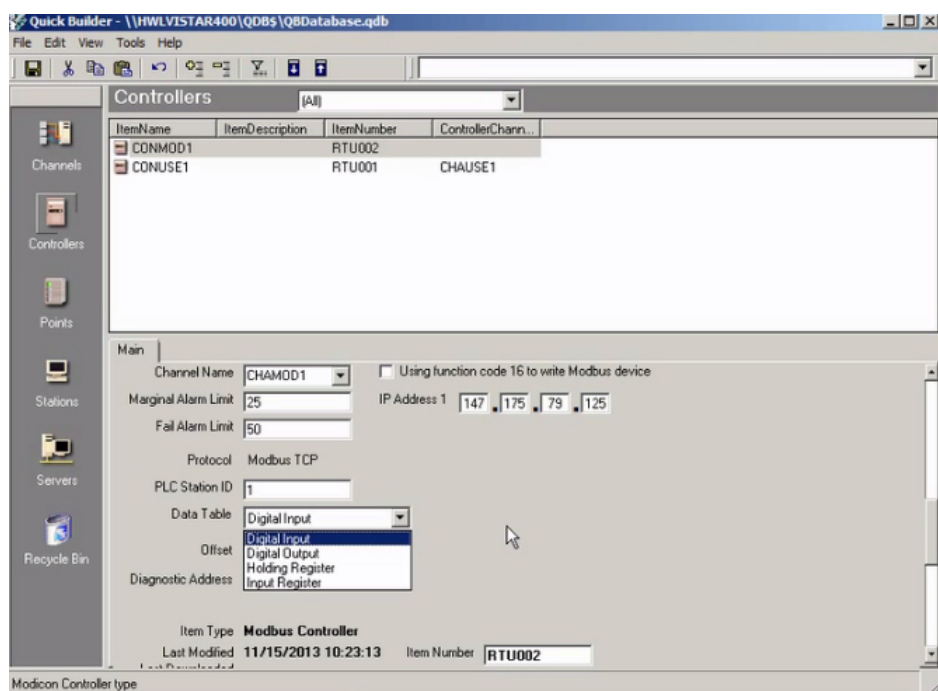 Quick Builder - \\HWLVISTAR400\QDB$\QBDatabase.qdb
File Edit View Tools Help
Controllers (All)
ItemName ItemDescription ItemNumber ControllerChann...
CONMOD1 RTU002
CONUSE1 RTU001 CHAUSE1
Channels
Controllers
Points
Stations
Servers
Recycle Bin
Main
Channel Name CHAMOD1 Using function code 16 to write Modbus device
Marginal Alarm Limit 25 IP Address 1 147 . 175 . 79 . 125
Fail Alarm Limit 50
Protocol Modbus TCP
PLC Station ID 1
Data Table Digital Input
Digital Input
Offset Digital Output
Holding Register
Diagnostic Address Input Register
Item Type Modbus Controller
Last Modified 11/15/2013 10:23:13 Item Number RTU002
Modicon Controller type